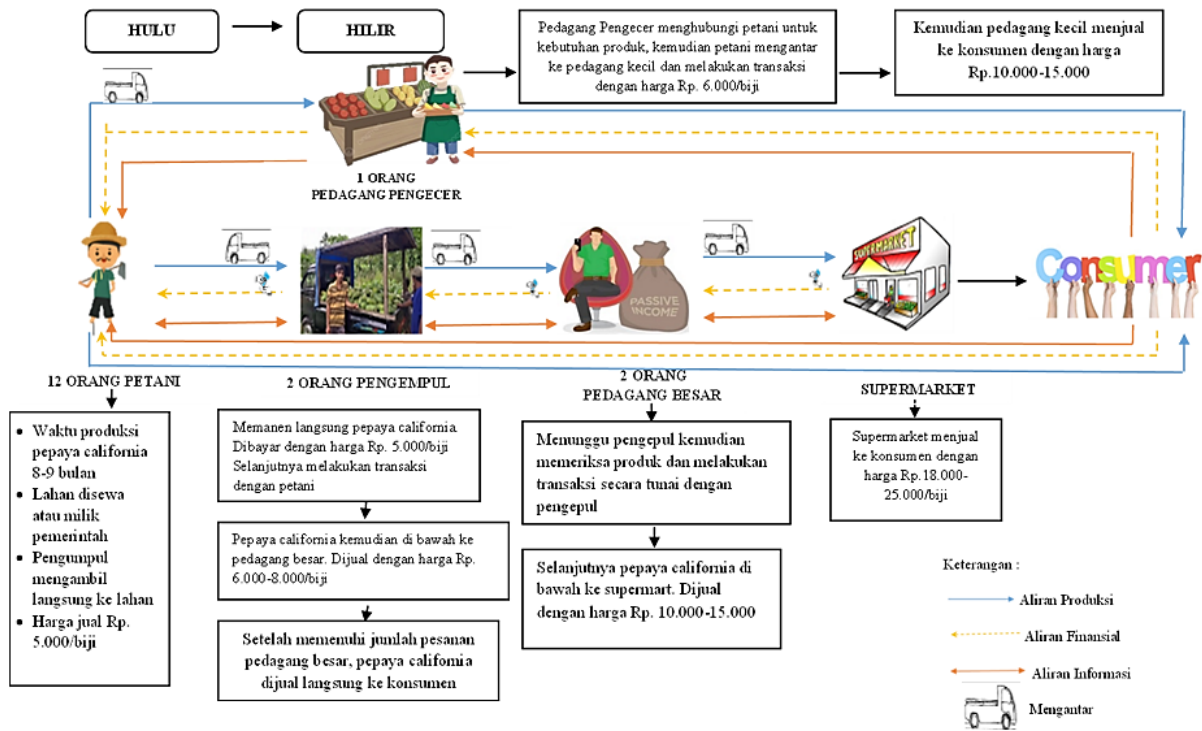 HULU
HILIR
Pedagang Pengecer menghubungi petani untuk
kebutuhan produk, kemudian petani mengantar
ke pedagang kecil dan melakukan transaksi
dengan harga Rp. 6.000/biji
Kemudian pedagang kecil menjual
ke konsumen dengan harga
Rp.10.000-15.000
1 ORANG
PEDAGANG PENGECER
PASSIVE
INCOME
SUPERMARKET
Consumer
12 ORANG PETANI
2 ORANG PENGEMPUL
2 ORANG
PEDAGANG BESAR
SUPERMARKET
• Waktu produksi
pepaya california
8-9 bulan
• Lahan disewa
atau milik
pemerintah
• Pengumpul
mengambil
langsung ke lahan
• Harga jual Rp.
5.000/biji
Memanen langsung pepaya california
Dibayar dengan harga Rp. 5.000/biji
Selanjutnya melakukan transaksi
dengan petani
Pepaya california kemudian di bawah ke
pedagang besar. Dijual dengan harga Rp.
6.000-8.000/biji
Setelah memenuhi jumlah pesanan
pedagang besar, pepaya california
dijual langsung ke konsumen
Menunggu pengepul kemudian
memeriksa produk dan melakukan
transaksi secara tunai dengan
pengepul
Selanjutnya pepaya california di
bawah ke supermart. Dijual
dengan harga Rp. 10.000-15.000
Supermarket menjual
ke konsumen dengan
harga Rp.18.000-
25.000/biji
Keterangan :
Aliran Produksi
Aliran Finansial
Aliran Informasi
Mengantar